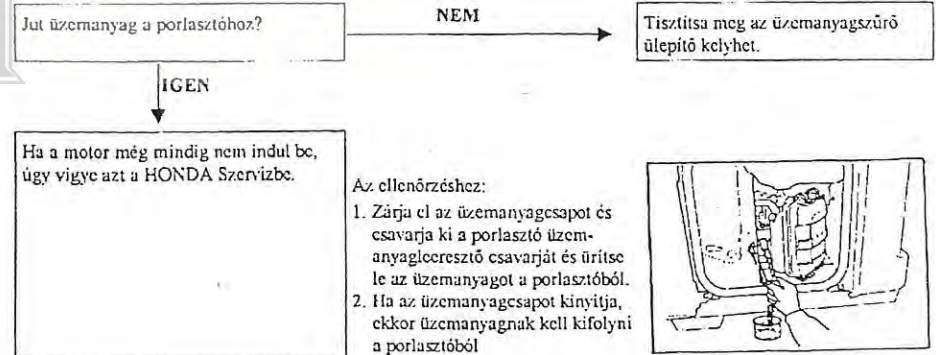 Jut üzemanyag a porlasztóhoz?
NEM
Tisztítsa meg az üzemanyagszűrő
ülepítő kelyhet.
IGEN
Ha a motor még mindig nem indul be,
úgy vigye azt a HONDA Szervizbe.
Az ellenőrzéshez:
1. Zárja el az üzemanyagcsapot és
csavarja ki a porlasztó üzem-
anyagleeresztő csavarját és ürítse
le az üzemanyagot a porlasztóból.
2. Ha az üzemanyagcsapot kinyitja,
ekkor üzemanyagnak kell kifolyni
a porlasztóból